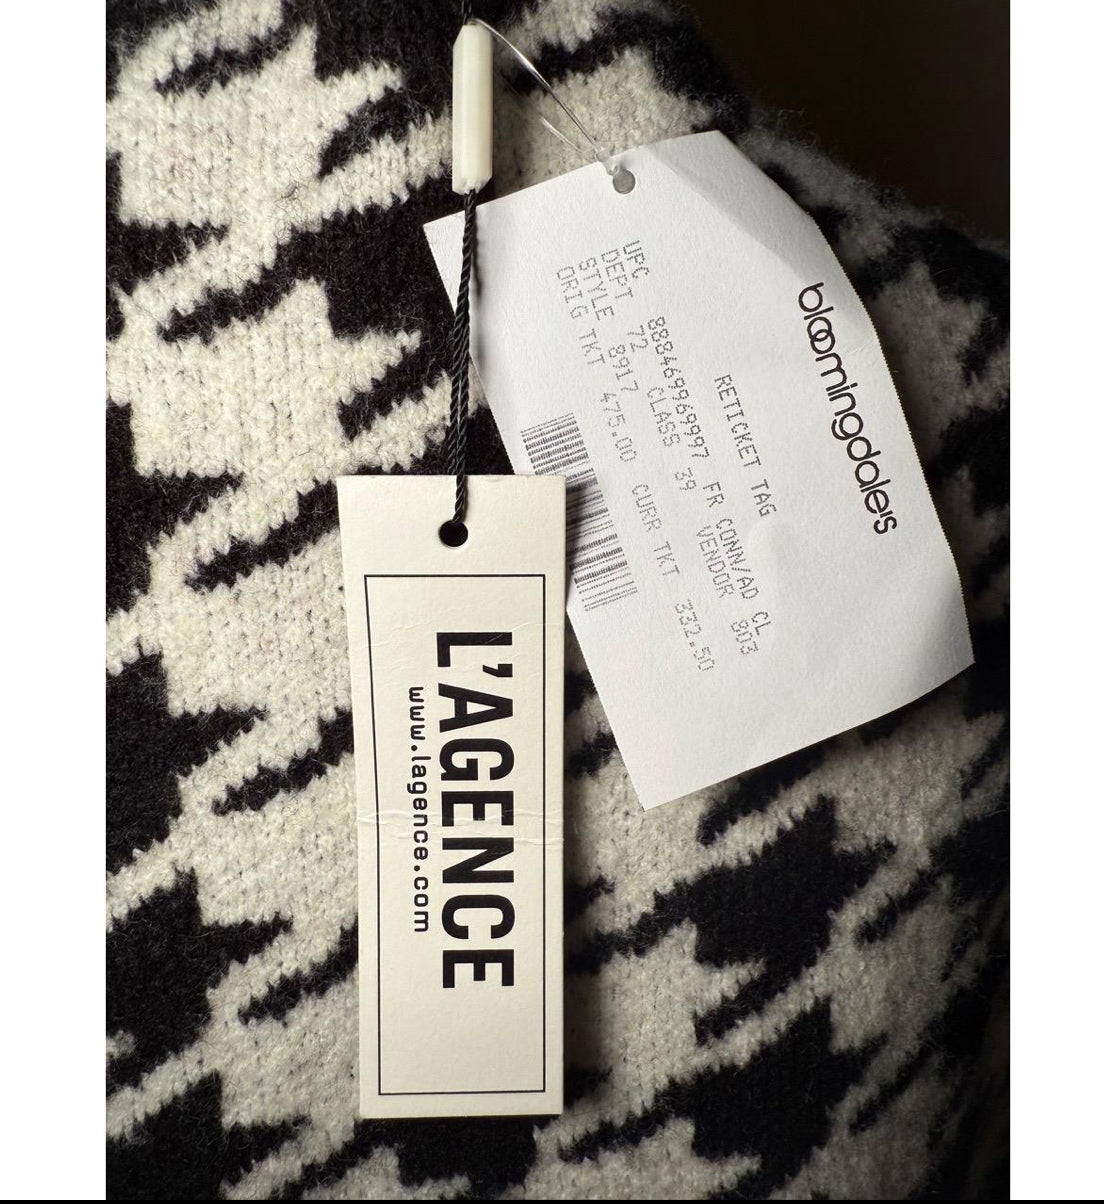 bloomingdale's
RETICKET TAG
UPC 888469969997 FR CONN/AD CL
DEPT 72 CLASS 39 VENDOR 803
STYLE 8917
ORIG TKT 475.00 CURR TKT 332.50
L'AGENCE
www.lagence.com